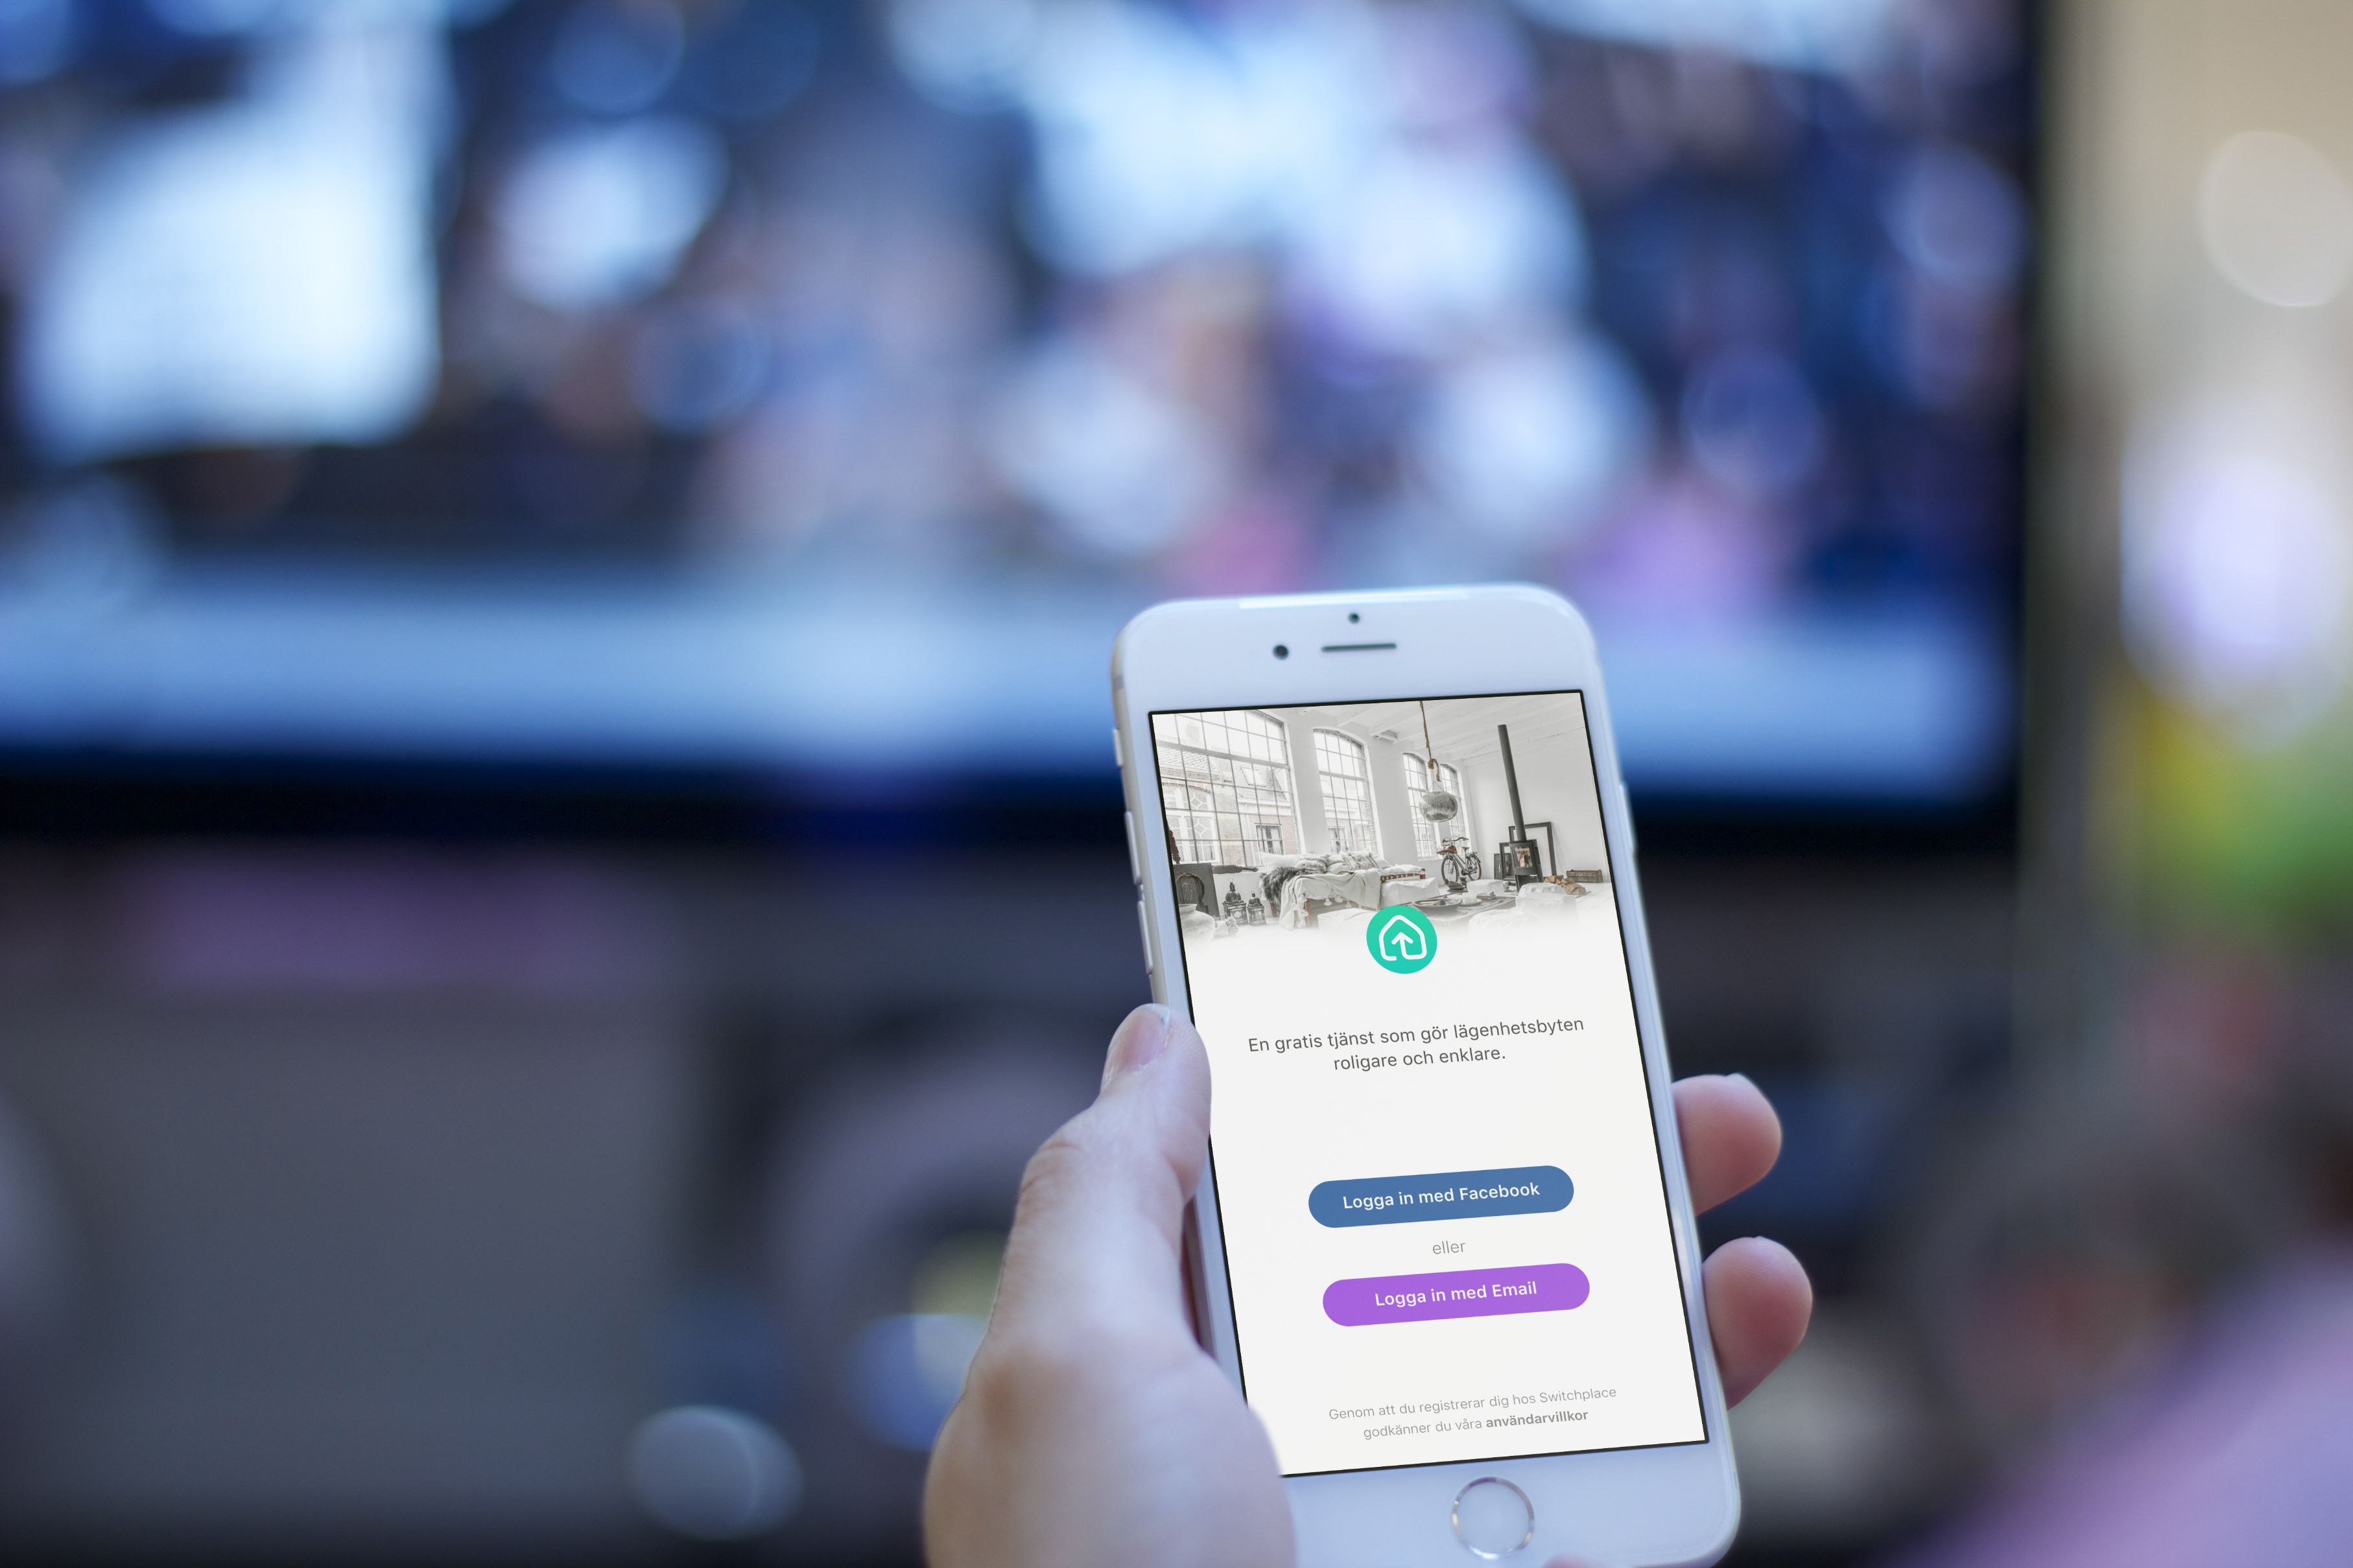 En gratis tjänst som gör lägenhetsbyten
roligare och enklare.
Logga in med Facebook
eller
Logga in med Email
Genom att du registrerar dig hos Switchplace
godkänner du våra användarvillkor